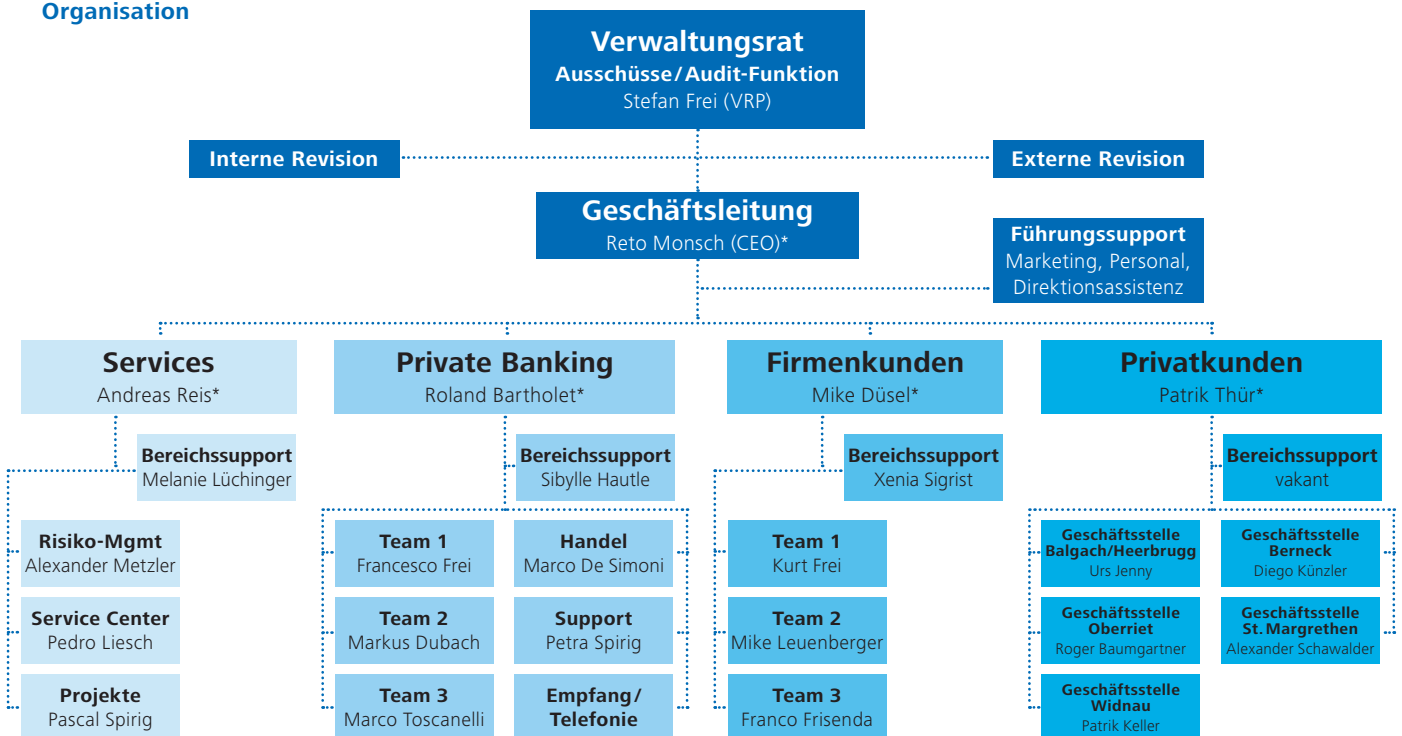 Organisation
Verwaltungsrat
Ausschüsse/Audit-Funktion
Stefan Frei (VRP)
Interne Revision
Externe Revision
Geschäftsleitung
Reto Monsch (CEO)*
Führungssupport
Marketing, Personal,
Direktionsassistenz
Services
Andreas Reis*
Bereichssupport
Melanie Lüchinger
Risiko-Mgmt
Alexander Metzler
Service Center
Pedro Liesch
Projekte
Pascal Spirig
Private Banking
Roland Bartholet*
Bereichssupport
Sibylle Hautle
Team 1
Francesco Frei
Team 2
Markus Dubach
Team 3
Marco Toscanelli
Handel
Marco De Simoni
Support
Petra Spirig
Empfang/
Telefonie
Firmenkunden
Mike Düsel*
Bereichssupport
Xenia Sigrist
Team 1
Kurt Frei
Team 2
Mike Leuenberger
Team 3
Franco Frisenda
Privatkunden
Patrik Thür*
Bereichssupport
vakant
Geschäftsstelle
Balgach/Heerbrugg
Urs Jenny
Geschäftsstelle
Oberriet
Roger Baumgartner
Geschäftsstelle
Widnau
Patrik Keller
Geschäftsstelle
Berneck
Diego Künzler
Geschäftsstelle
St. Margrethen
Alexander Schawalder